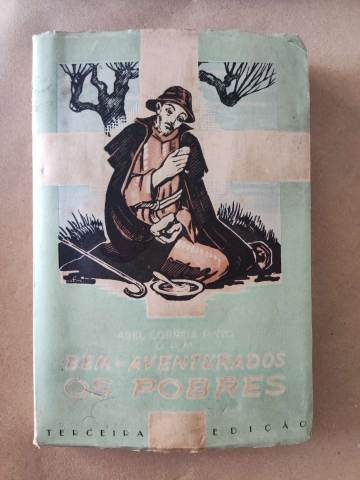 ABEL CORREIA PINTO
O. F. M.
BEM-AVENTURADOS
OS POBRES
TERCEIRA EDIÇÃO